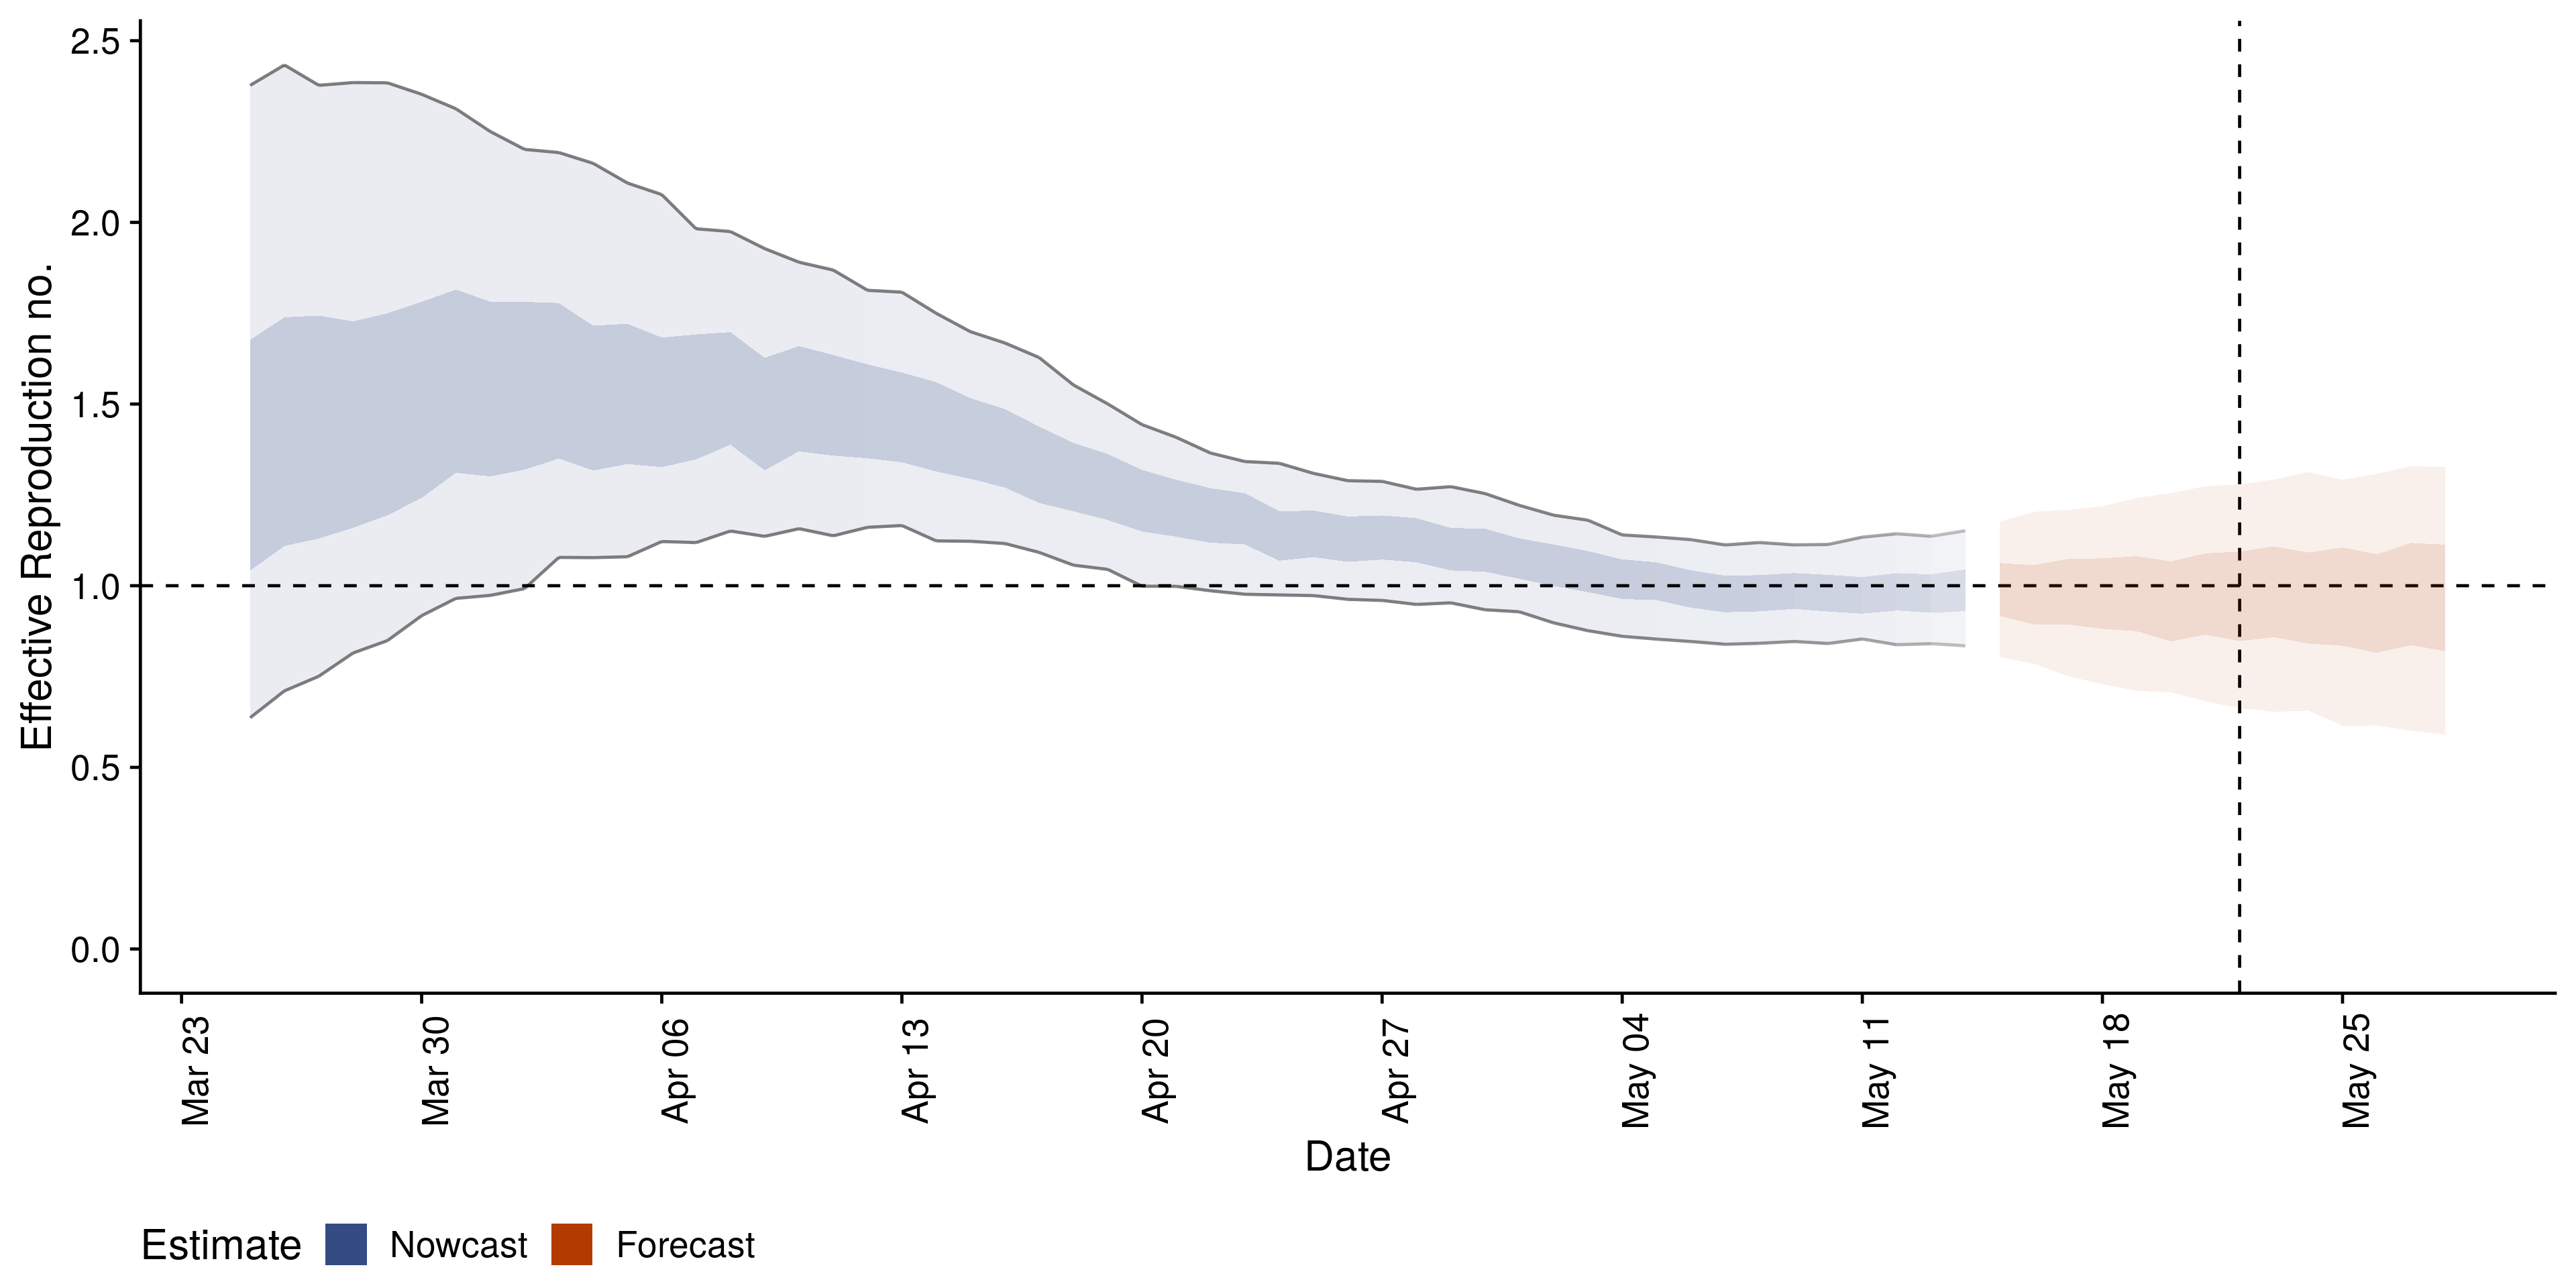 Effective Reproduction no.
2.5
2.0
1.5
1.0
0.5
0.0
Mar 23
Mar 30
Apr 06
Apr 13
Apr 20
Apr 27
May 04
May 11
May 18
May 25
Date
Estimate Nowcast Forecast